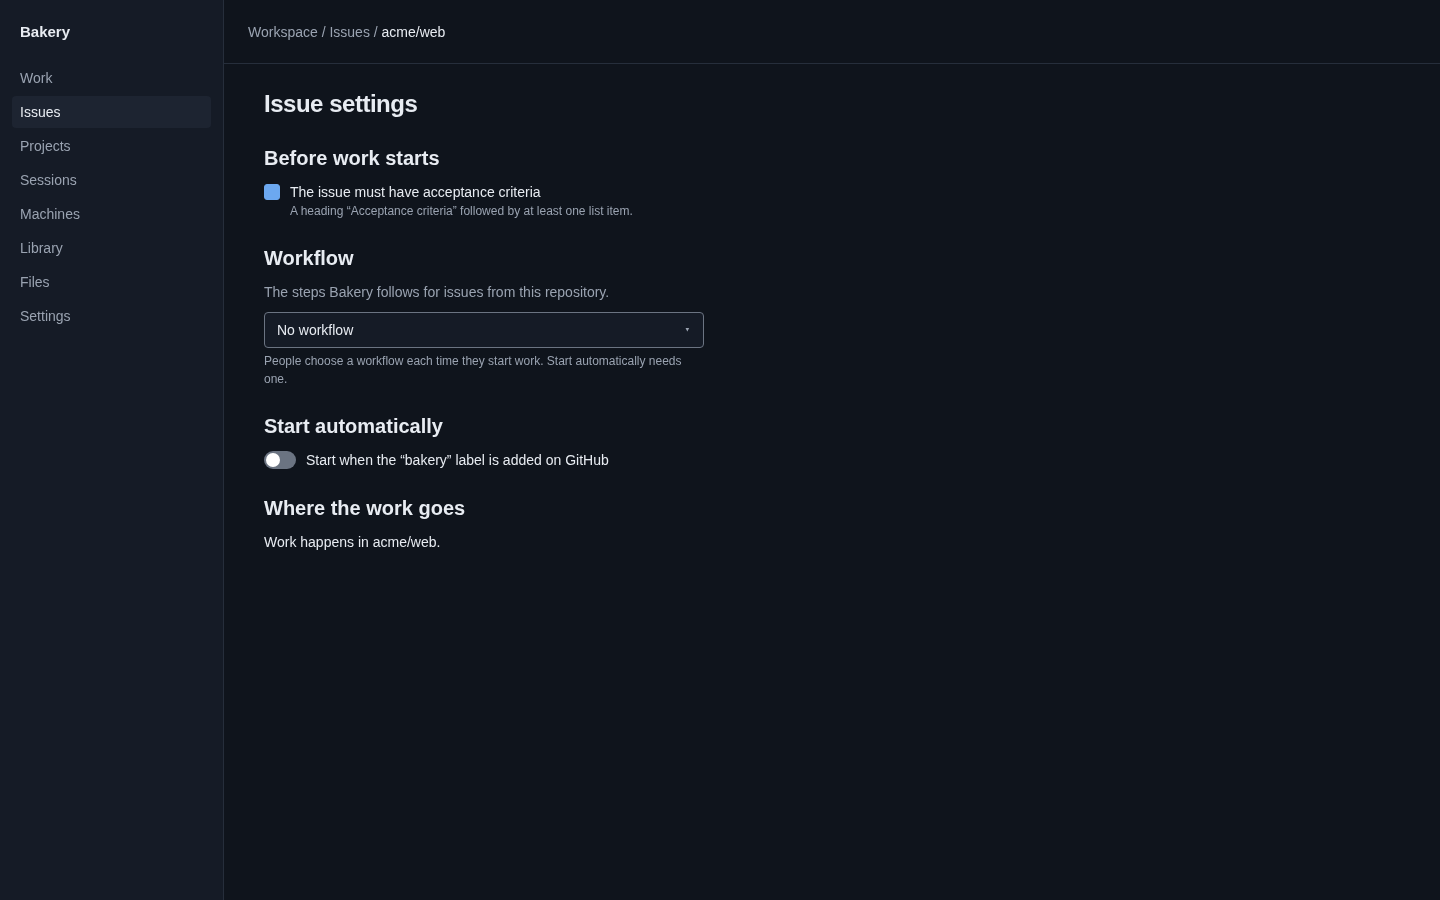 Bakery
Workspace / Issues / acme/web
Work
Issues
Projects
Sessions
Machines
Library
Files
Settings
Issue settings
Before work starts
The issue must have acceptance criteria
A heading “Acceptance criteria” followed by at least one list item.
Workflow
The steps Bakery follows for issues from this repository.
No workflow
People choose a workflow each time they start work. Start automatically needs
one.
Start automatically
Start when the “bakery” label is added on GitHub
Where the work goes
Work happens in acme/web.